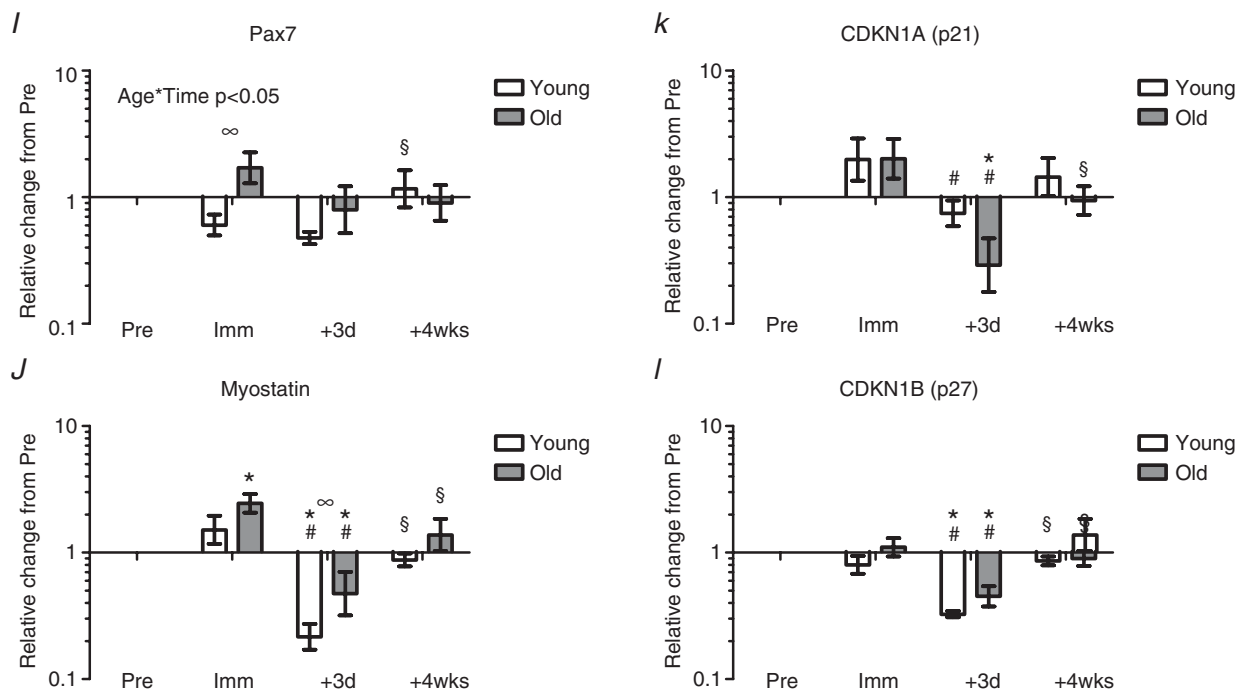 I
Pax7
10
1
0.1
Relative change from Pre
Age*Time p<0.05
∞
§
Young
Old
Pre
Imm
+3d
+4wks
k
CDKN1A (p21)
10
1
0.1
Relative change from Pre
#
*
#
§
Young
Old
Pre
Imm
+3d
+4wks
J
Myostatin
10
1
0.1
Relative change from Pre
*
∞
* *
# #
§
§
Young
Old
Pre
Imm
+3d
+4wks
l
CDKN1B (p27)
10
1
0.1
Relative change from Pre
* *
# #
§
§
Young
Old
Pre
Imm
+3d
+4wks